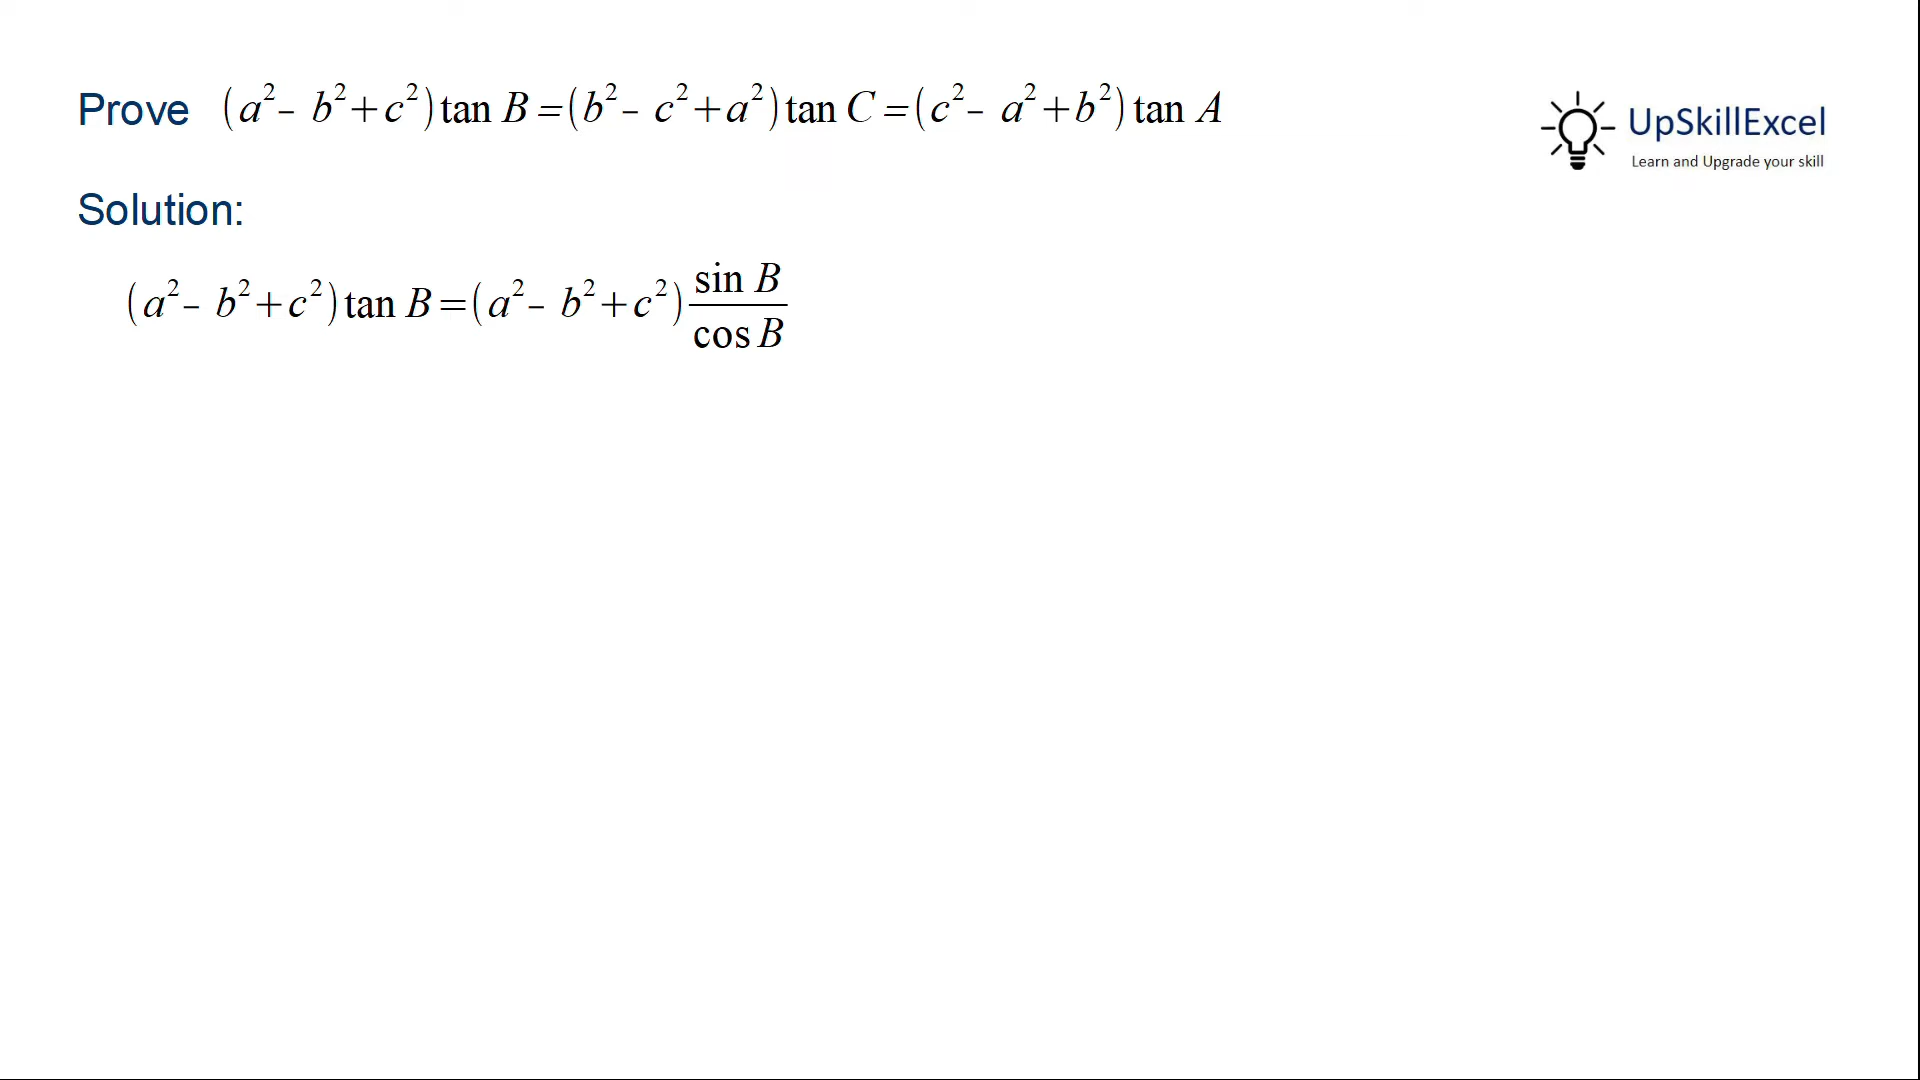 Prove (a²– b²+c²)tan B=(b²– c²+a²)tan C=(c²– a²+b²)tan A
UpSkillExcel
Learn and Upgrade your skill
Solution:
(a²– b²+c²)tan B=(a²– b²+c²) sin B / cos B